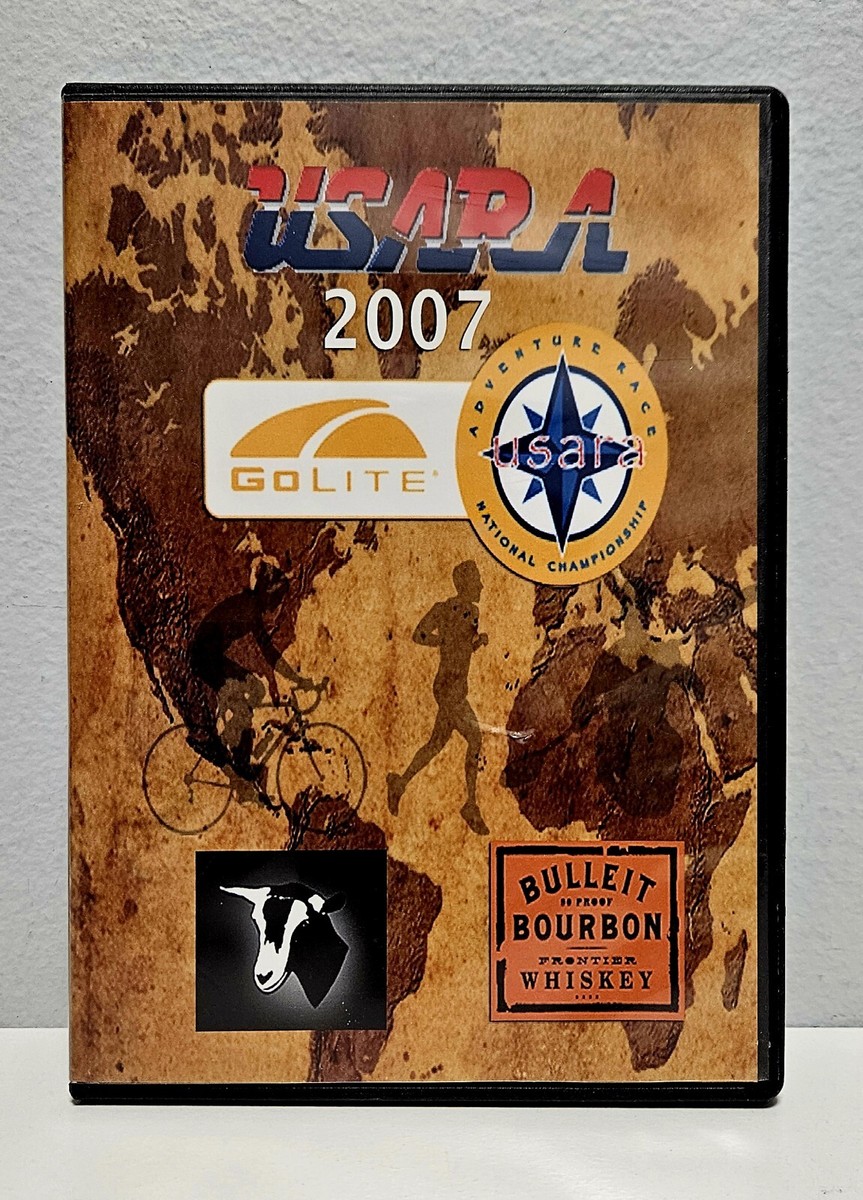 USARA
2007
GOLITE®
ADVENTURE RACE
usara
NATIONAL CHAMPIONSHIP
BULLEIT
90 PROOF
BOURBON
FRONTIER
WHISKEY